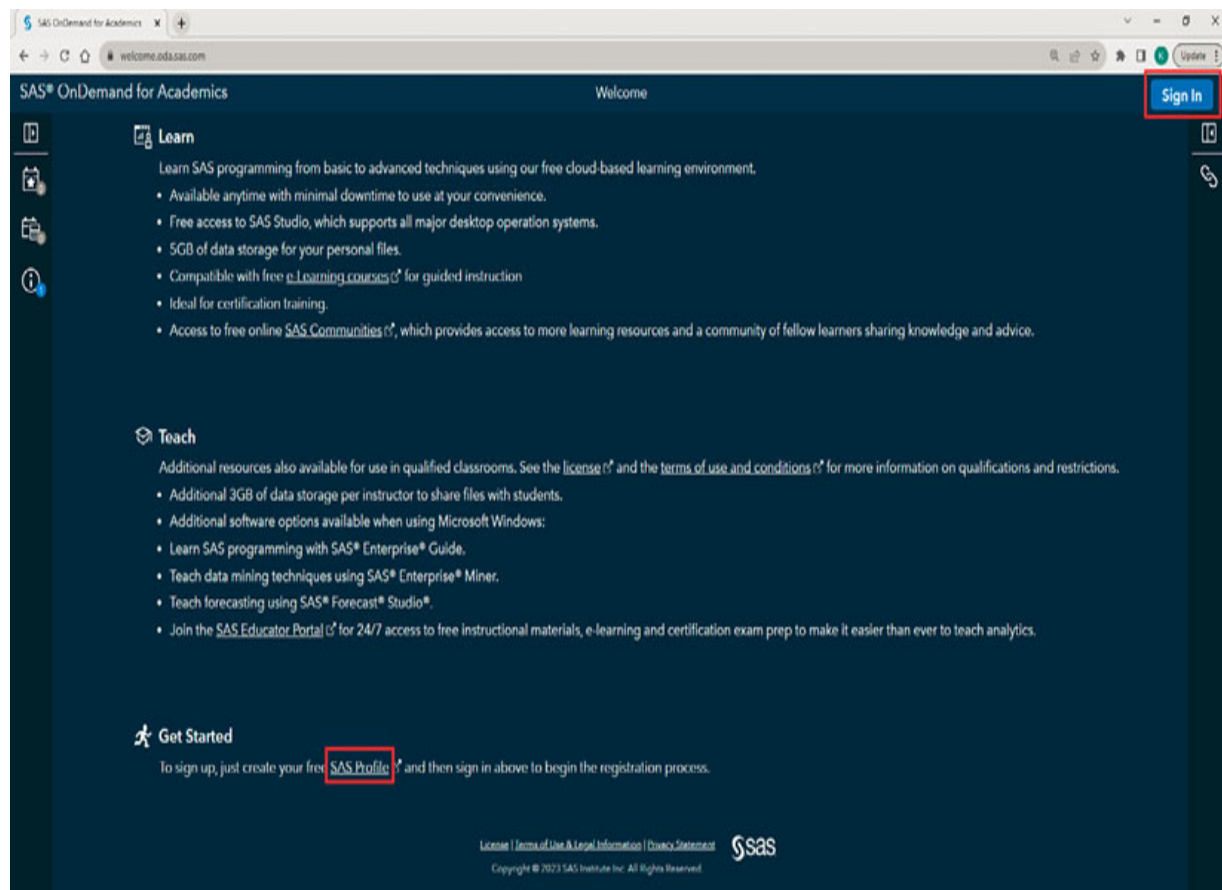 SAS OnDemand for Academics
welcome.oda.sas.com
Update
SAS® OnDemand for Academics
Welcome
Sign In
Learn
Learn SAS programming from basic to advanced techniques using our free cloud-based learning environment.
• Available anytime with minimal downtime to use at your convenience.
• Free access to SAS Studio, which supports all major desktop operation systems.
• 5GB of data storage for your personal files.
• Compatible with free e-Learning courses for guided instruction
• Ideal for certification training.
• Access to free online SAS Communities, which provides access to more learning resources and a community of fellow learners sharing knowledge and advice.
Teach
Additional resources also available for use in qualified classrooms. See the license and the terms of use and conditions for more information on qualifications and restrictions.
• Additional 3GB of data storage per instructor to share files with students.
• Additional software options available when using Microsoft Windows:
• Learn SAS programming with SAS® Enterprise® Guide.
• Teach data mining techniques using SAS® Enterprise® Miner.
• Teach forecasting using SAS® Forecast® Studio®.
• Join the SAS Educator Portal for 24/7 access to free instructional materials, e-learning and certification exam prep to make it easier than ever to teach analytics.
Get Started
To sign up, just create your free SAS Profile and then sign in above to begin the registration process.
License | Terms of Use & Legal Information | Privacy Statement
sas
Copyright © 2023 SAS Institute Inc. All Rights Reserved.